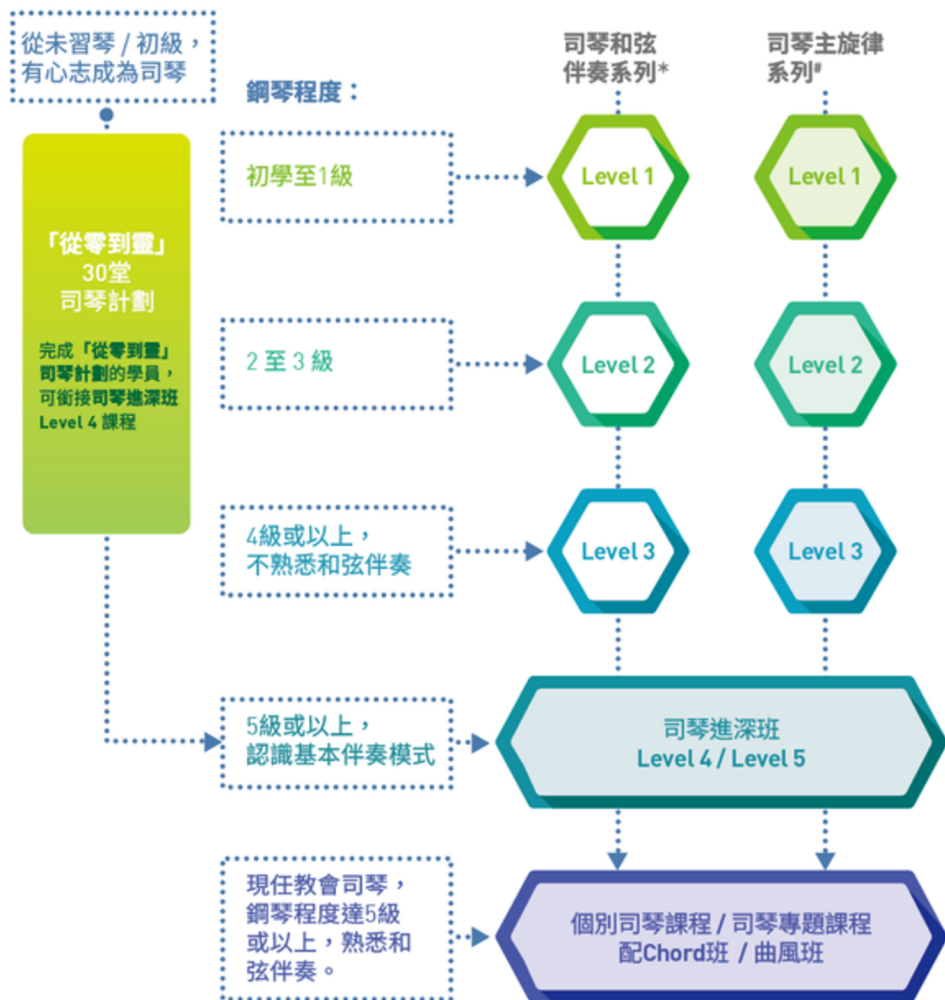 從未習琴 / 初級，
有心志成為司琴
「從零到靈」
30堂
司琴計劃
完成「從零到靈」
司琴計劃的學員，
可銜接司琴進深班
Level 4 課程
鋼琴程度：
司琴和弦
伴奏系列*
司琴主旋律
系列#
初學至1級
Level 1
Level 1
2 至 3 級
Level 2
Level 2
4級或以上，
不熟悉和弦伴奏
Level 3
Level 3
5級或以上，
認識基本伴奏模式
司琴進深班
Level 4 / Level 5
現任教會司琴，
鋼琴程度達5級
或以上，熟悉和
弦伴奏。
個別司琴課程 / 司琴專題課程
配Chord班 / 曲風班